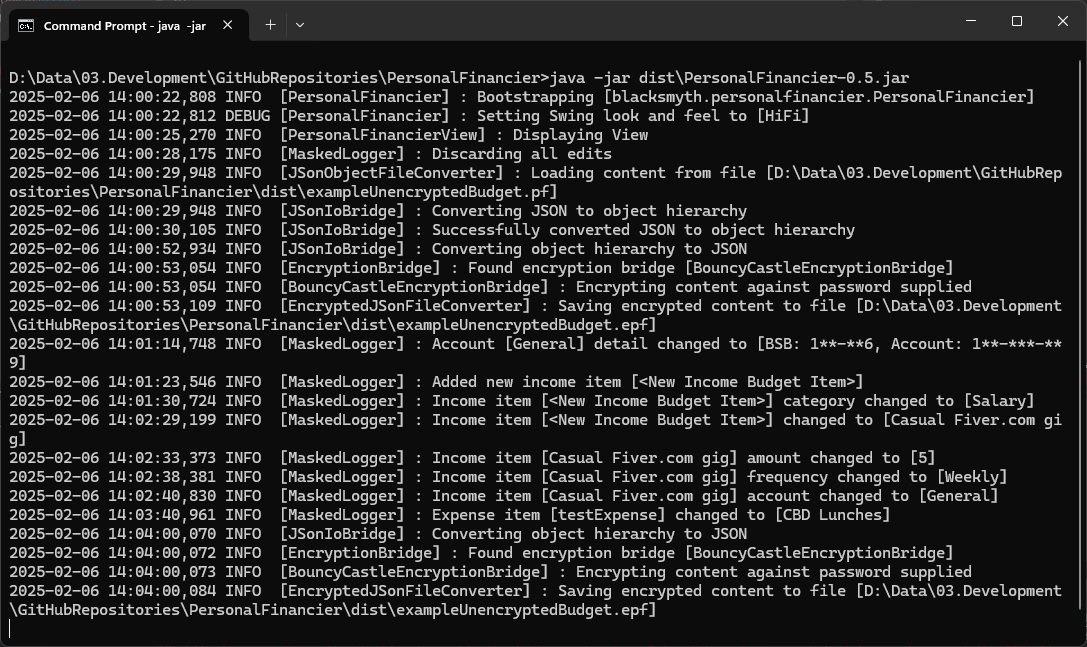 Command Prompt - java  -jar
D:\Data\03.Development\GitHubRepositories\PersonalFinancier>java -jar dist\PersonalFinancier-0.5.jar
2025-02-06 14:00:22,808 INFO  [PersonalFinancier] : Bootstrapping [blacksmyth.personalfinancier.PersonalFinancier]
2025-02-06 14:00:22,812 DEBUG [PersonalFinancier] : Setting Swing look and feel to [HiFi]
2025-02-06 14:00:25,270 INFO  [PersonalFinancierView] : Displaying View
2025-02-06 14:00:28,175 INFO  [MaskedLogger] : Discarding all edits
2025-02-06 14:00:29,948 INFO  [JSonObjectFileConverter] : Loading content from file [D:\Data\03.Development\GitHubRep
ositories\PersonalFinancier\dist\exampleUnencryptedBudget.pf]
2025-02-06 14:00:29,948 INFO  [JSonIoBridge] : Converting JSON to object hierarchy
2025-02-06 14:00:30,105 INFO  [JSonIoBridge] : Successfully converted JSON to object hierarchy
2025-02-06 14:00:52,934 INFO  [JSonIoBridge] : Converting object hierarchy to JSON
2025-02-06 14:00:53,054 INFO  [EncryptionBridge] : Found encryption bridge [BouncyCastleEncryptionBridge]
2025-02-06 14:00:53,054 INFO  [BouncyCastleEncryptionBridge] : Encrypting content against password supplied
2025-02-06 14:00:53,109 INFO  [EncryptedJSonFileConverter] : Saving encrypted content to file [D:\Data\03.Development
\GitHubRepositories\PersonalFinancier\dist\exampleUnencryptedBudget.epf]
2025-02-06 14:01:14,748 INFO  [MaskedLogger] : Account [General] detail changed to [BSB: 1**-**6, Account: 1**-***-**
9]
2025-02-06 14:01:23,546 INFO  [MaskedLogger] : Added new income item [<New Income Budget Item>]
2025-02-06 14:01:30,724 INFO  [MaskedLogger] : Income item [<New Income Budget Item>] category changed to [Salary]
2025-02-06 14:02:29,199 INFO  [MaskedLogger] : Income item [<New Income Budget Item>] changed to [Casual Fiver.com gi
g]
2025-02-06 14:02:33,373 INFO  [MaskedLogger] : Income item [Casual Fiver.com gig] amount changed to [5]
2025-02-06 14:02:38,381 INFO  [MaskedLogger] : Income item [Casual Fiver.com gig] frequency changed to [Weekly]
2025-02-06 14:02:40,830 INFO  [MaskedLogger] : Income item [Casual Fiver.com gig] account changed to [General]
2025-02-06 14:03:40,961 INFO  [MaskedLogger] : Expense item [testExpense] changed to [CBD Lunches]
2025-02-06 14:04:00,070 INFO  [JSonIoBridge] : Converting object hierarchy to JSON
2025-02-06 14:04:00,072 INFO  [EncryptionBridge] : Found encryption bridge [BouncyCastleEncryptionBridge]
2025-02-06 14:04:00,073 INFO  [BouncyCastleEncryptionBridge] : Encrypting content against password supplied
2025-02-06 14:04:00,084 INFO  [EncryptedJSonFileConverter] : Saving encrypted content to file [D:\Data\03.Development
\GitHubRepositories\PersonalFinancier\dist\exampleUnencryptedBudget.epf]